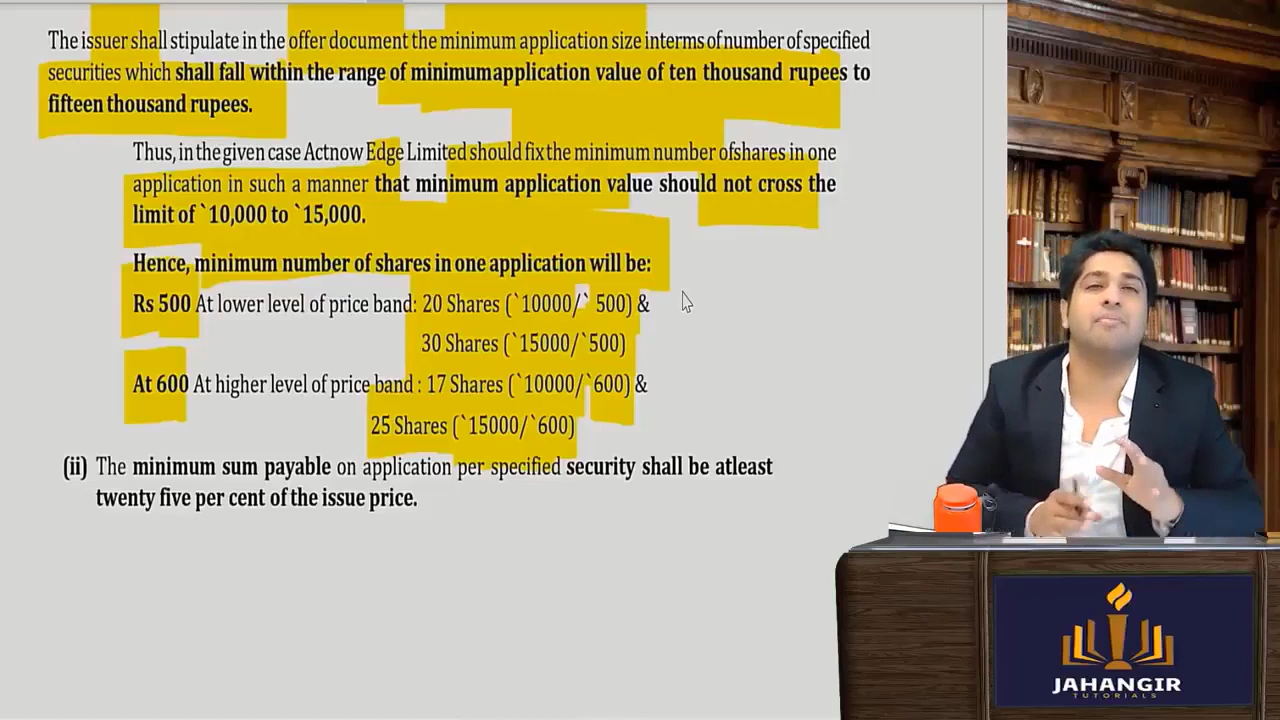 The issuer shall stipulate in the offer document the minimum application size interms of number of specified
securities which shall fall within the range of minimum application value of ten thousand rupees to
fifteen thousand rupees.
Thus, in the given case Actnow Edge Limited should fix the minimum number of shares in one
application in such a manner that minimum application value should not cross the
limit of `10,000 to `15,000.
Hence, minimum number of shares in one application will be:
Rs 500 At lower level of price band: 20 Shares (`10000/` 500) &
30 Shares (`15000/`500)
At 600 At higher level of price band : 17 Shares (`10000/`600) &
25 Shares (`15000/`600)
(ii) The minimum sum payable on application per specified security shall be atleast
twenty five per cent of the issue price.
JAHANGIR
TUTORIALS